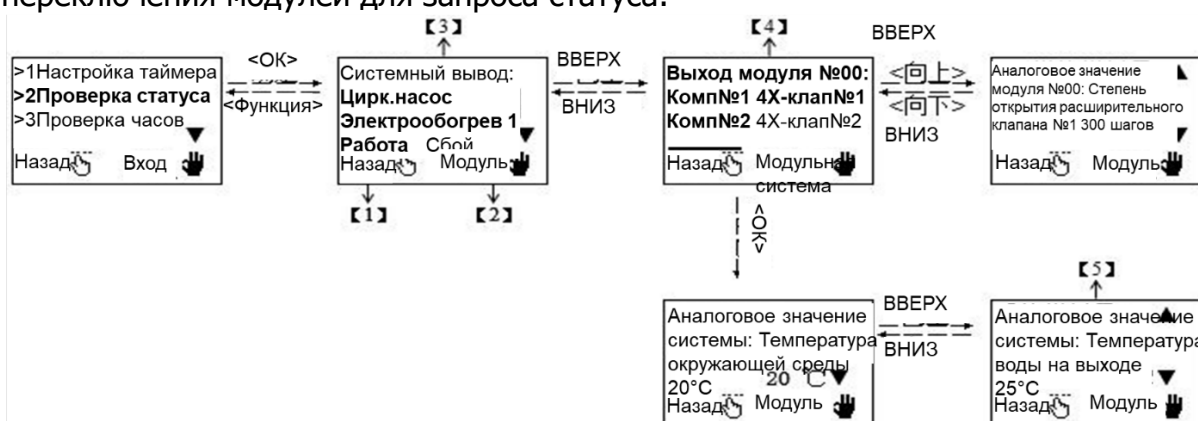 переключения модулей для запроса статуса.
【3】
【4】
ВВЕРХ
<ОК>
<Функция>
>1Настройка таймера
>2Проверка статуса
>3Проверка часов
Назад Вход
Системный вывод:
Цирк.насос
Электрообогрев 1
Работа Сбой
Назад Модуль
【1】
【2】
ВВЕРХ
ВНИЗ
Выход модуля №00:
Комп№1 4Х-клап№1
Комп№2 4Х-клап№2
Назад Модульная
система
<向上>
<向下>
ВНИЗ
Аналоговое значение
модуля №00: Степень
открытия расширительного
клапана №1 300 шагов
Назад Модуль
<ОК>
【5】
Аналоговое значение
системы: Температура
окружающей среды
20 ℃
20°C
Назад Модуль
ВВЕРХ
ВНИЗ
Аналоговое значение
системы: Температура
воды на выходе
25°C
Назад Модуль